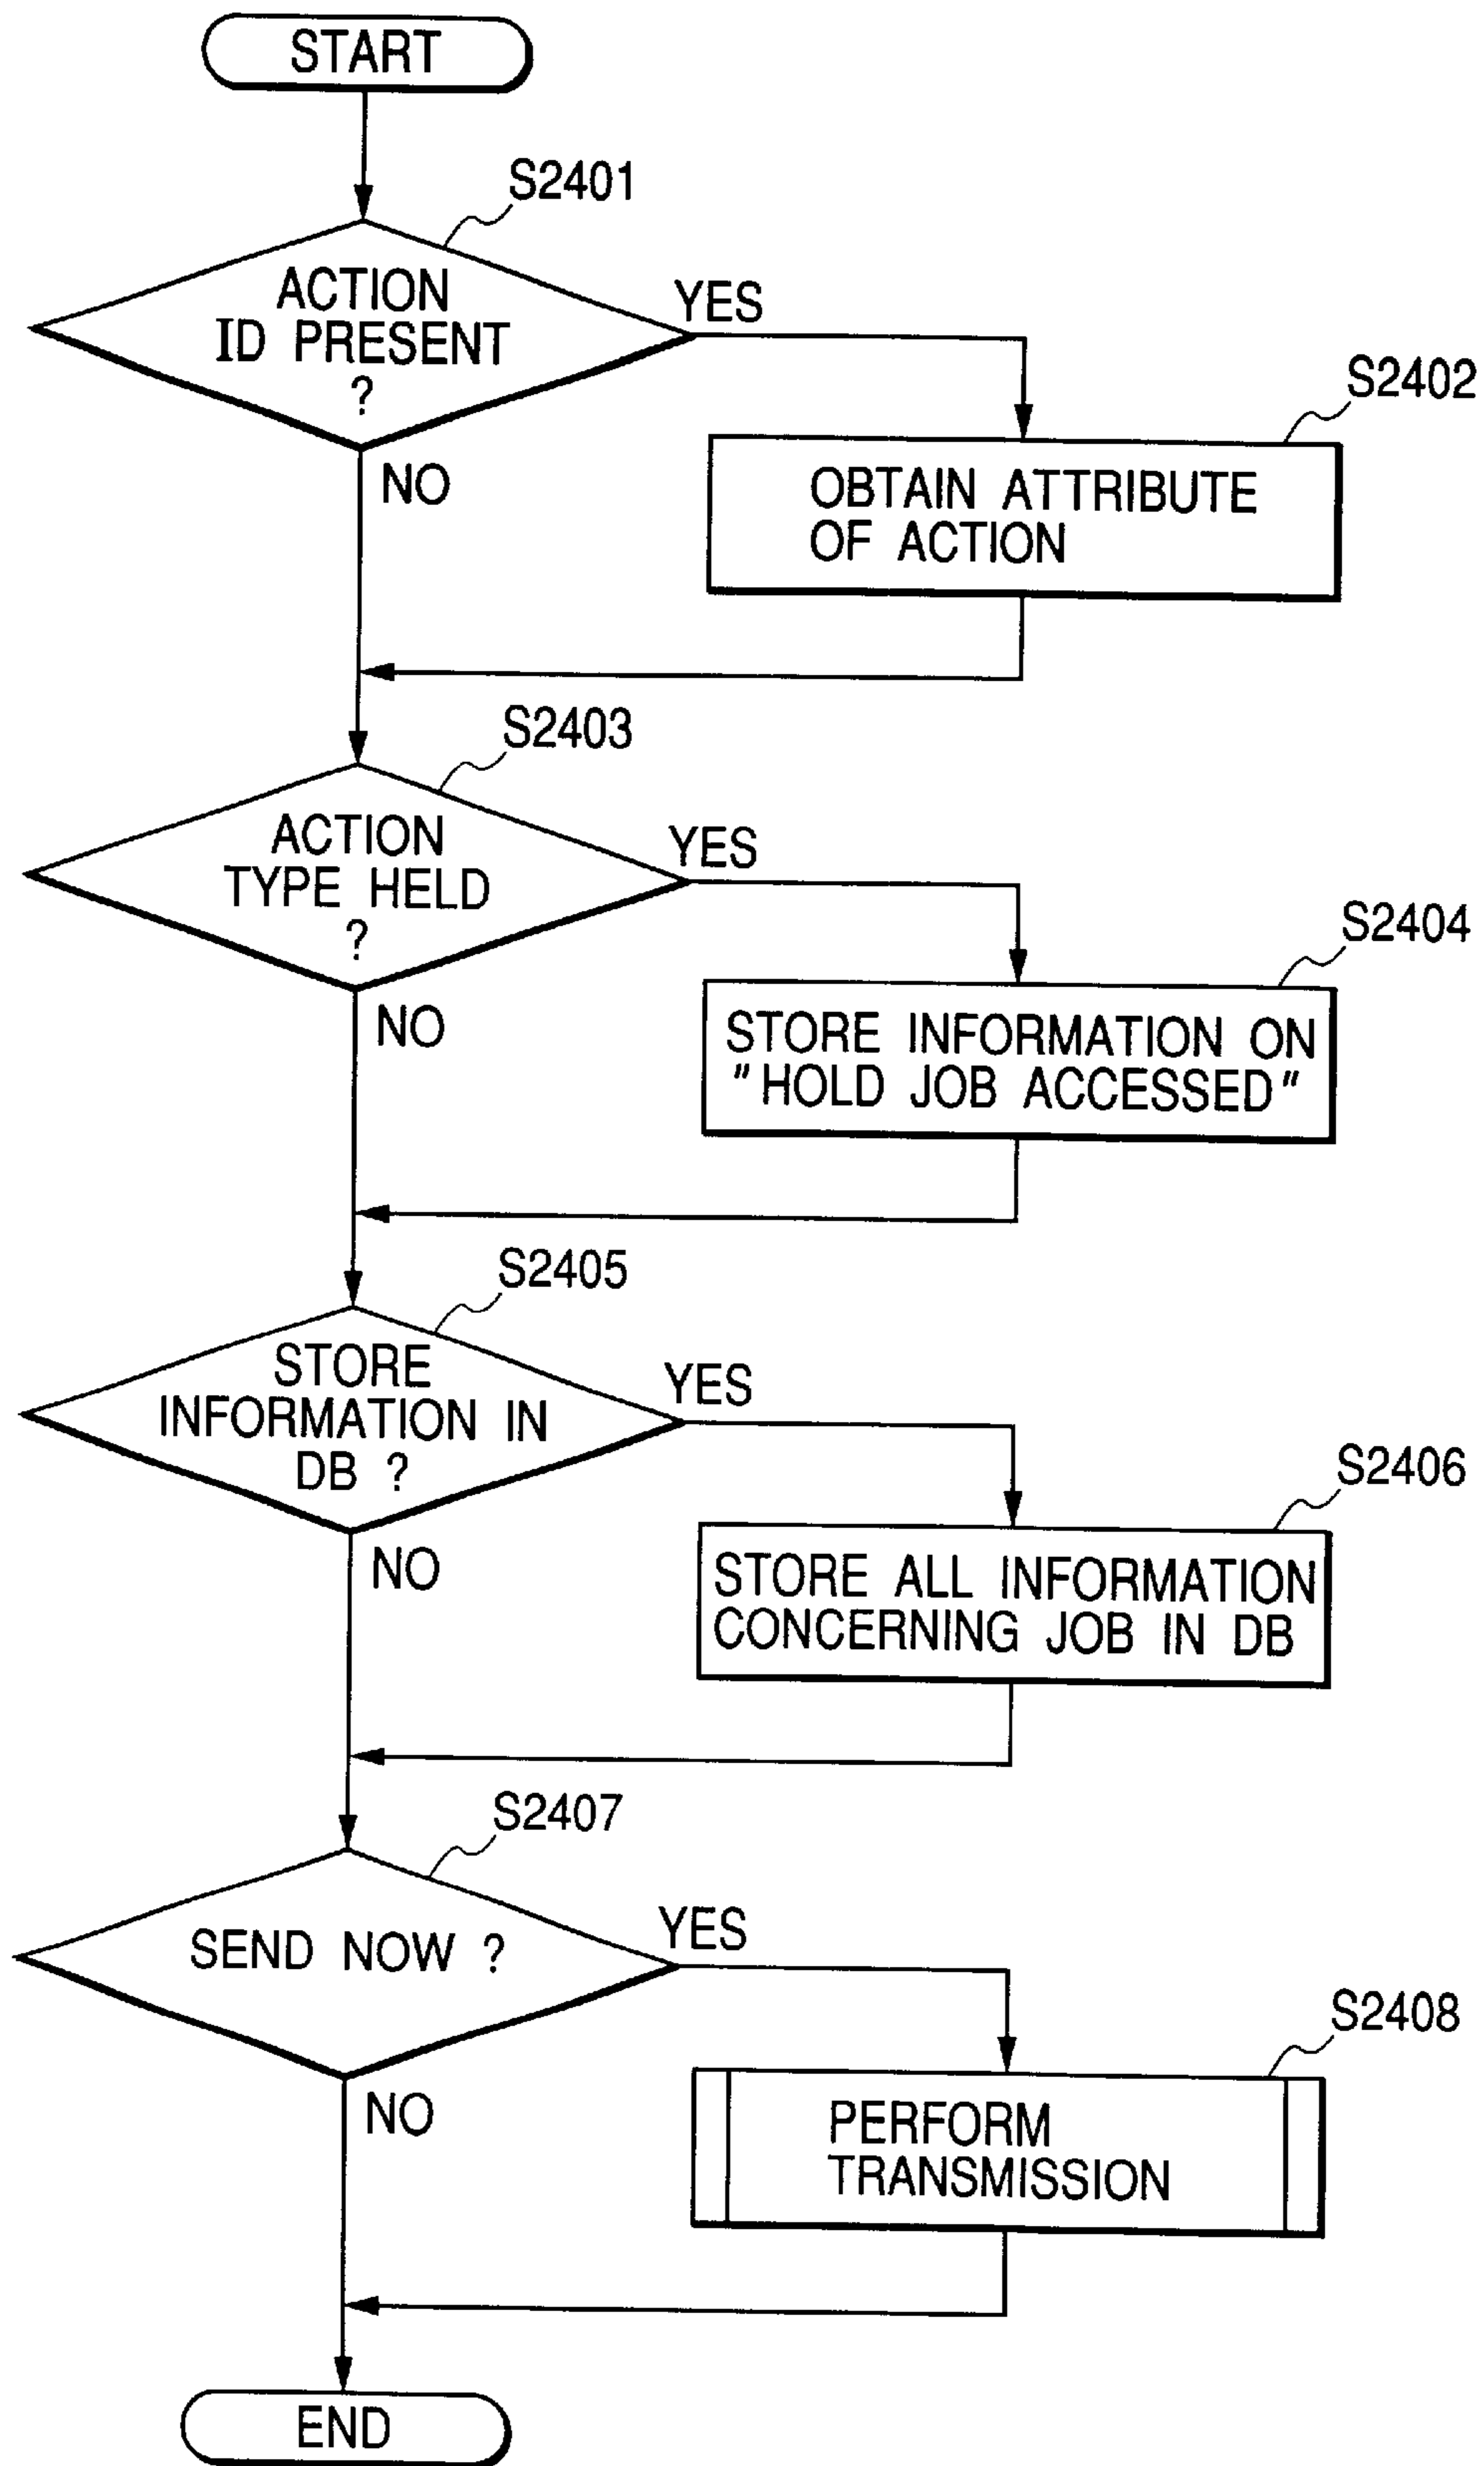 START
S2401
ACTION
ID PRESENT
?
YES
NO
S2402
OBTAIN ATTRIBUTE
OF ACTION
S2403
ACTION
TYPE HELD
?
YES
NO
S2404
STORE INFORMATION ON
"HOLD JOB ACCESSED"
S2405
STORE
INFORMATION IN
DB ?
YES
NO
S2406
STORE ALL INFORMATION
CONCERNING JOB IN DB
S2407
SEND NOW ?
YES
NO
S2408
PERFORM
TRANSMISSION
END